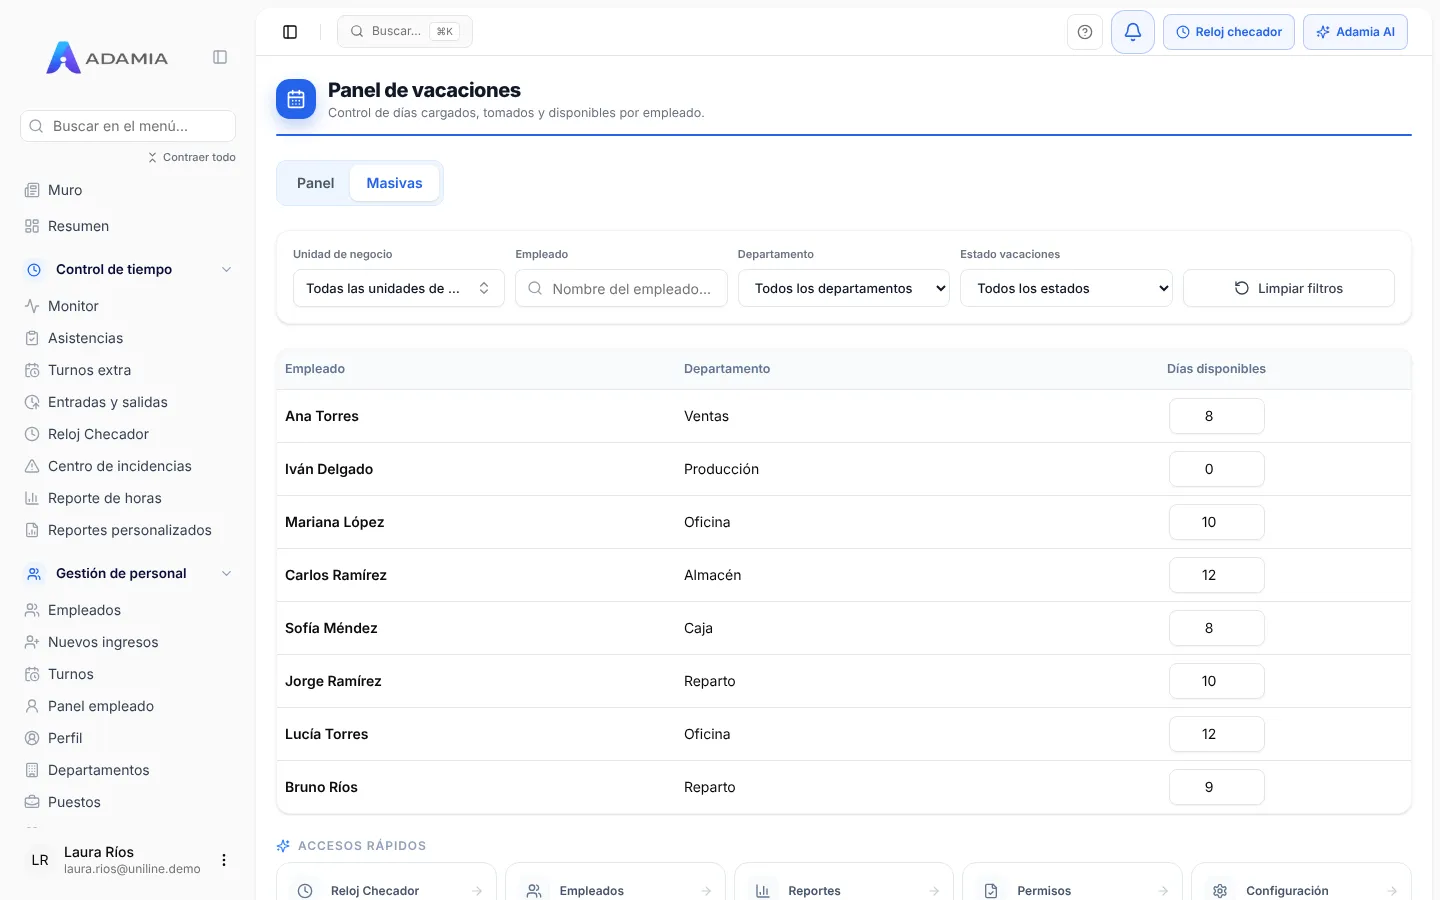 ADAMIA
Buscar en el menú...
Contraer todo
Muro
Resumen
Control de tiempo
Monitor
Asistencias
Turnos extra
Entradas y salidas
Reloj Checador
Centro de incidencias
Reporte de horas
Reportes personalizados
Gestión de personal
Empleados
Nuevos ingresos
Turnos
Panel empleado
Perfil
Departamentos
Puestos
LR
Laura Ríos
laura.rios@uniline.demo
Buscar... ⌘K
Reloj checador
Adamia AI
Panel de vacaciones
Control de días cargados, tomados y disponibles por empleado.
Panel Masivas
Unidad de negocio Empleado Departamento Estado vacaciones
Todas las unidades de ... Nombre del empleado... Todos los departamentos Todos los estados Limpiar filtros
Empleado Departamento Días disponibles
Ana Torres Ventas 8
Iván Delgado Producción 0
Mariana López Oficina 10
Carlos Ramírez Almacén 12
Sofía Méndez Caja 8
Jorge Ramírez Reparto 10
Lucía Torres Oficina 12
Bruno Ríos Reparto 9
ACCESOS RÁPIDOS
Reloj Checador Empleados Reportes Permisos Configuración